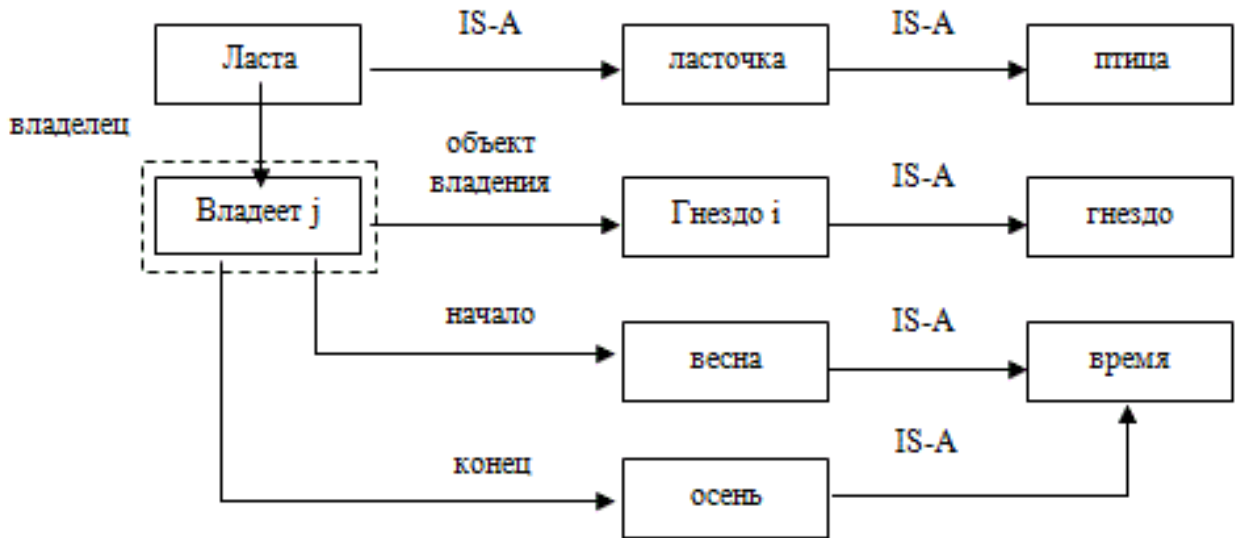 IS-A
IS-A
Ласта
ласточка
птица
владелец
объект
владения
IS-A
Владеет j
Гнездо i
гнездо
начало
IS-A
весна
время
конец
IS-A
осень